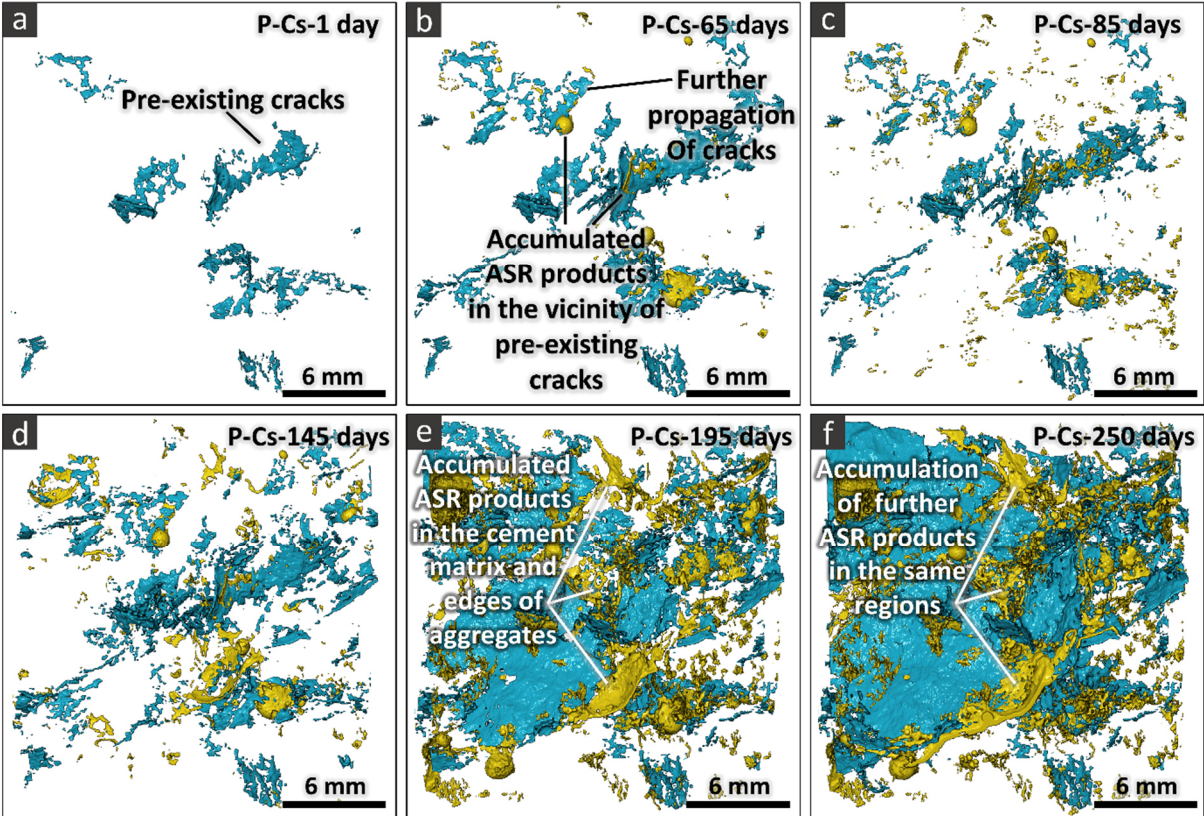 a
P-Cs-1 day
Pre-existing cracks
6 mm
b
P-Cs-65 days
Further
propagation
Of cracks
Accumulated
ASR products
in the vicinity of
pre-existing
cracks
6 mm
c
P-Cs-85 days
6 mm
d
P-Cs-145 days
6 mm
e
P-Cs-195 days
Accumulated
ASR products
in the cement
matrix and
edges of
aggregates
6 mm
f
P-Cs-250 days
Accumulation
of further
ASR products
in the same
regions
6 mm